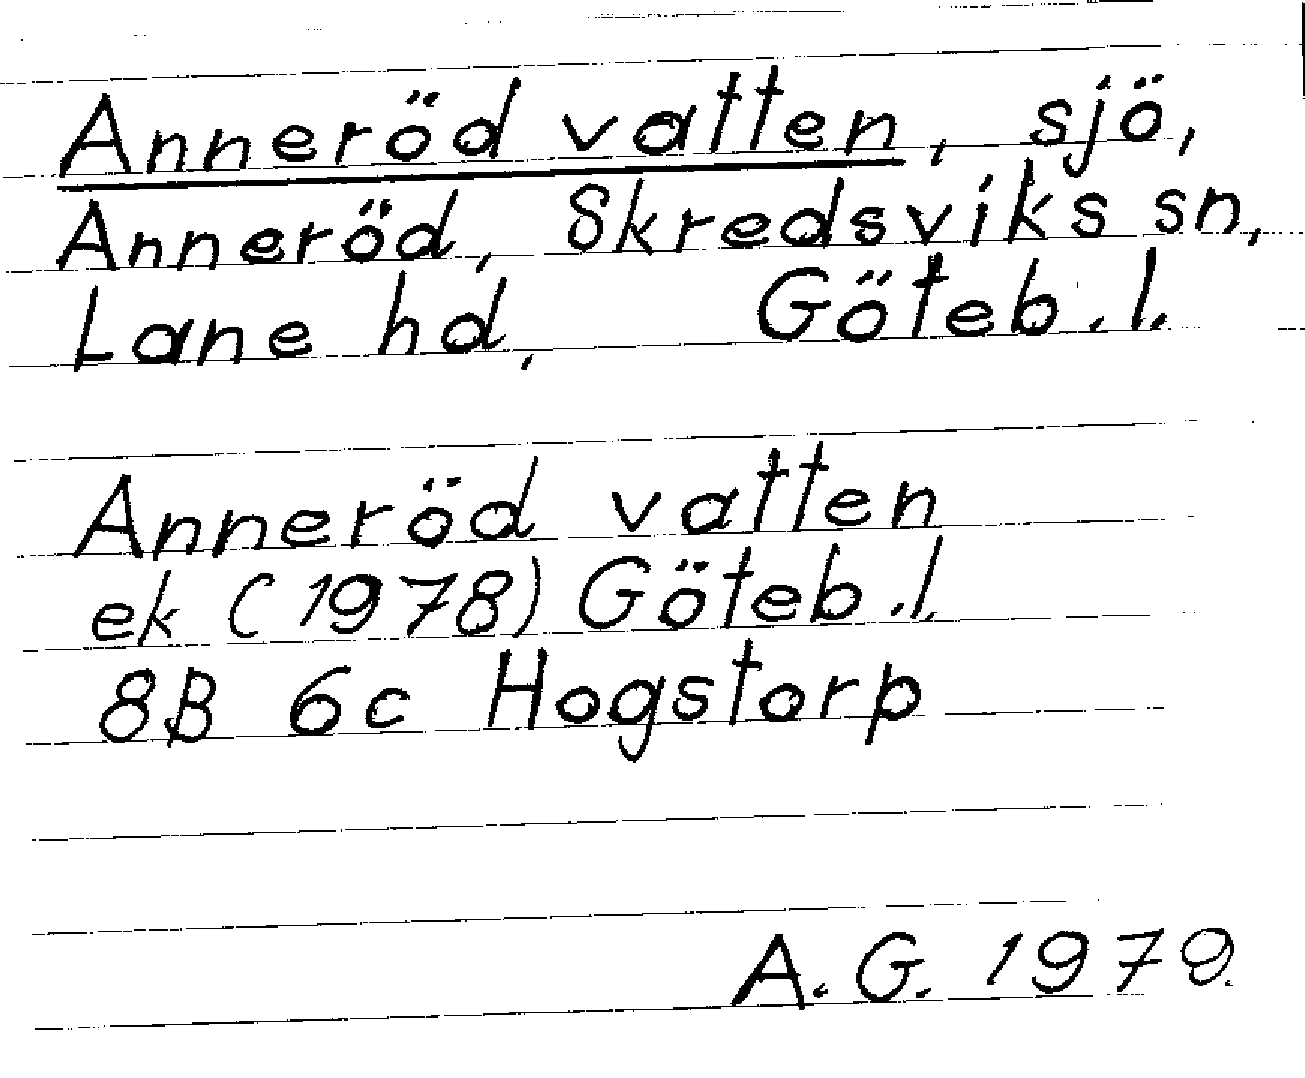 Anneröd vatten, sjö,
Anneröd, Skredsviks sn,
Lane hd, Göteb.l.
Anneröd vatten
ek (1978) Göteb.l.
8B 6c Hogstorp
A.G. 1979.